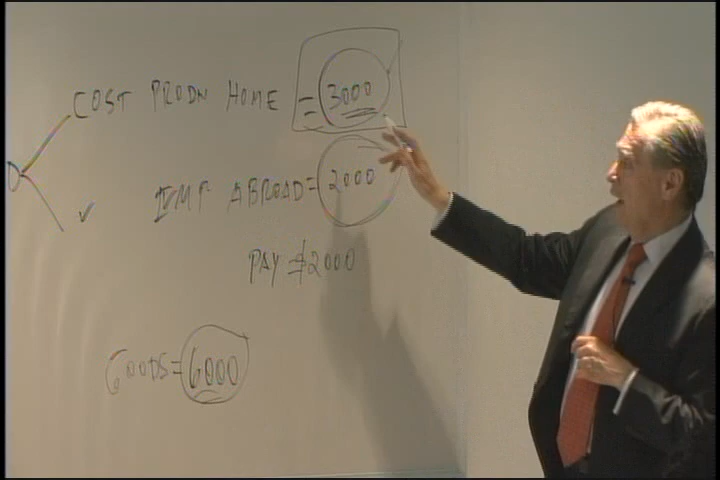 COST PRODN HOME = 3000
IMP ABROAD = 2000
PAY = $2000
GOODS = 6000